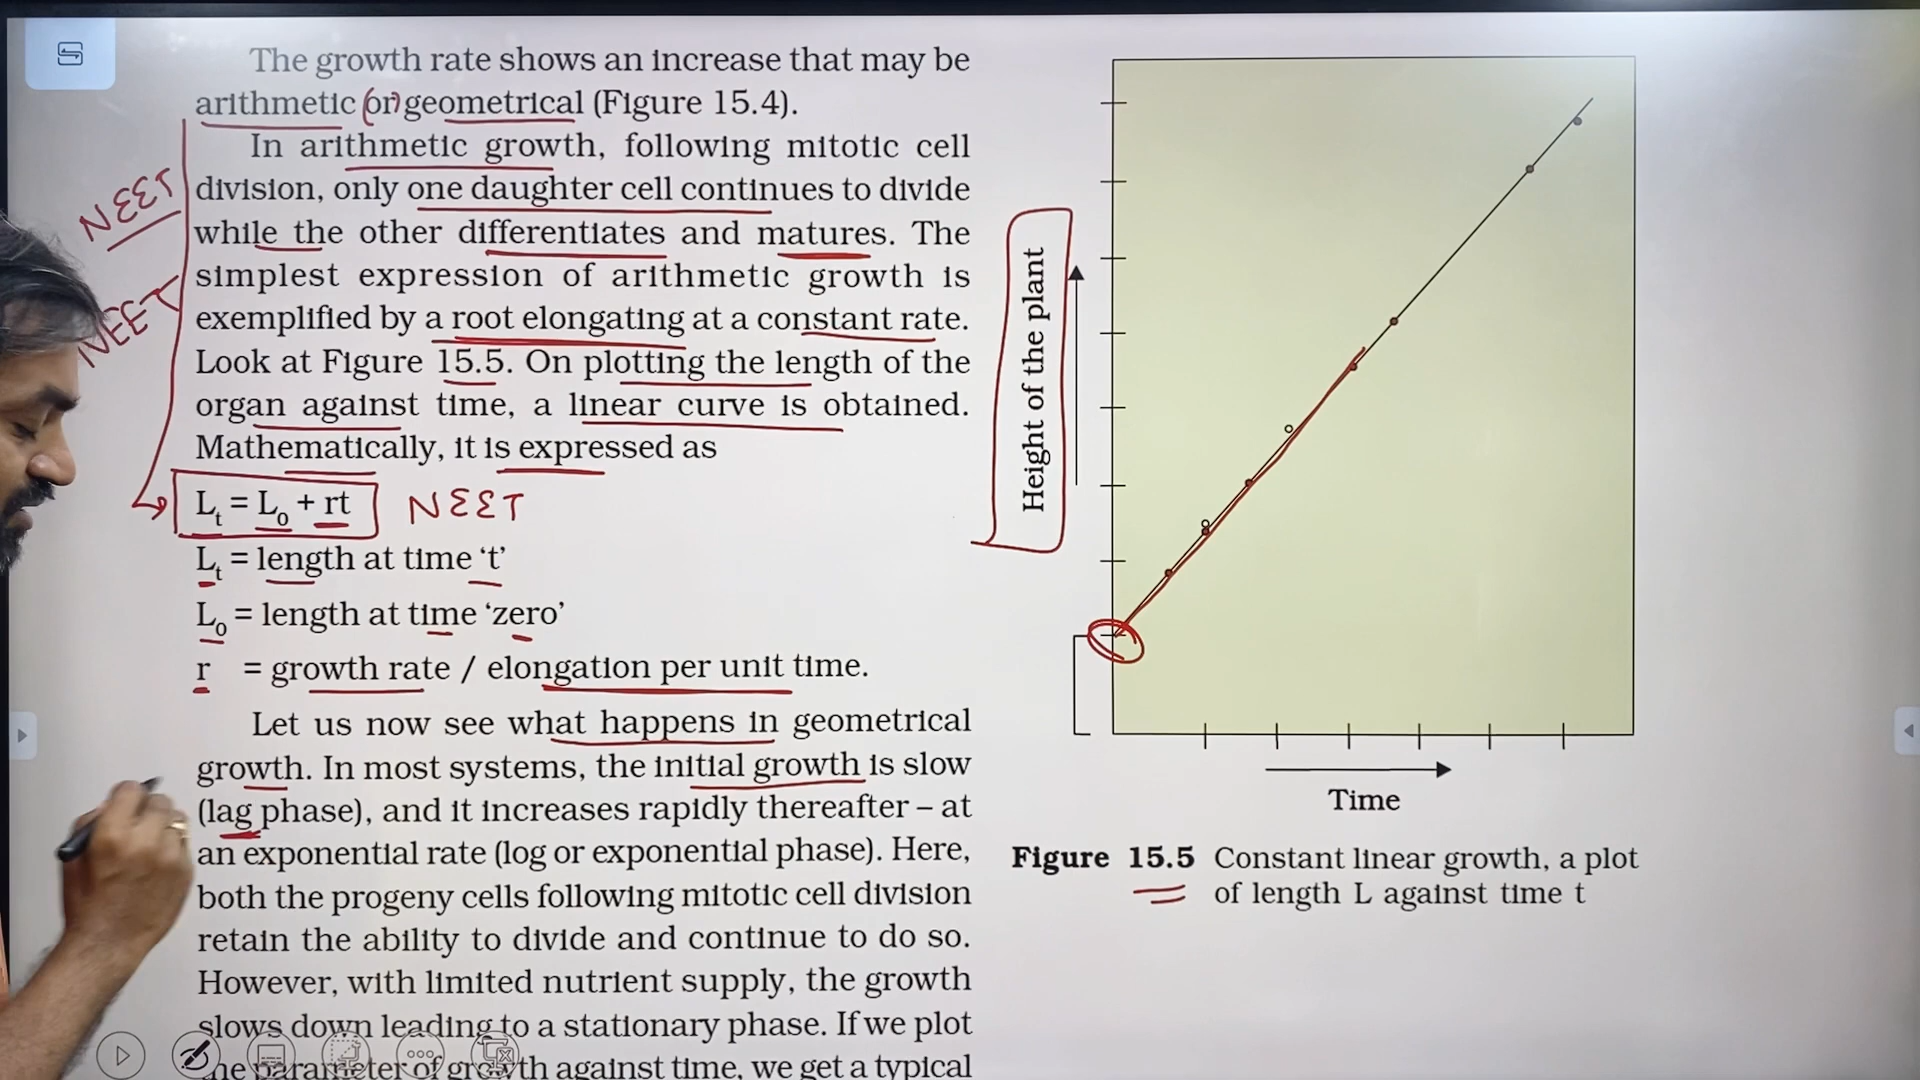 The growth rate shows an increase that may be
arithmetic or geometrical (Figure 15.4).
In arithmetic growth, following mitotic cell
division, only one daughter cell continues to divide
while the other differentiates and matures. The
simplest expression of arithmetic growth is
exemplified by a root elongating at a constant rate.
Look at Figure 15.5. On plotting the length of the
organ against time, a linear curve is obtained.
Mathematically, it is expressed as
NEET
NEET
Lt = L0 + rt NEET
Lt = length at time ‘t’
L0 = length at time ‘zero’
r = growth rate / elongation per unit time.
Let us now see what happens in geometrical
growth. In most systems, the initial growth is slow
(lag phase), and it increases rapidly thereafter – at
an exponential rate (log or exponential phase). Here,
both the progeny cells following mitotic cell division
retain the ability to divide and continue to do so.
However, with limited nutrient supply, the growth
slows down leading to a stationary phase. If we plot
the parameter of growth against time, we get a typical
Height of the plant
Time
Figure 15.5 Constant linear growth, a plot
of length L against time t